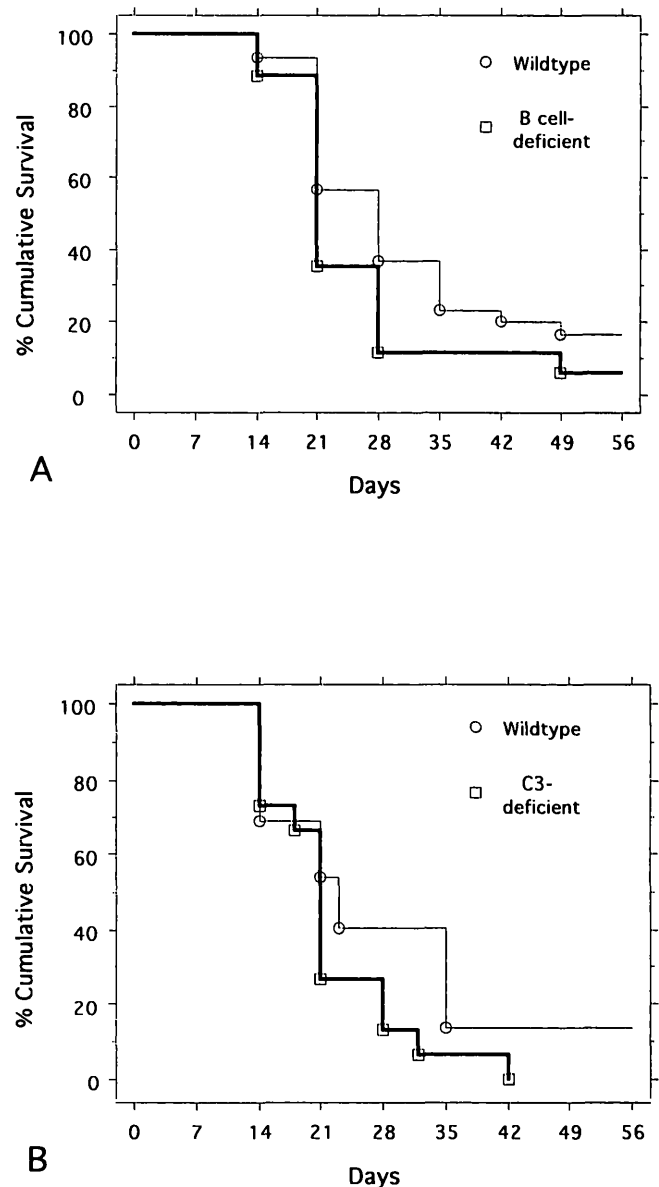 100
80
60
40
20
0
% Cumulative Survival
Wildtype
B cell-
deficient
0 7 14 21 28 35 42 49 56
Days
A
100
80
60
40
20
0
% Cumulative Survival
Wildtype
C3-
deficient
0 7 14 21 28 35 42 49 56
Days
B